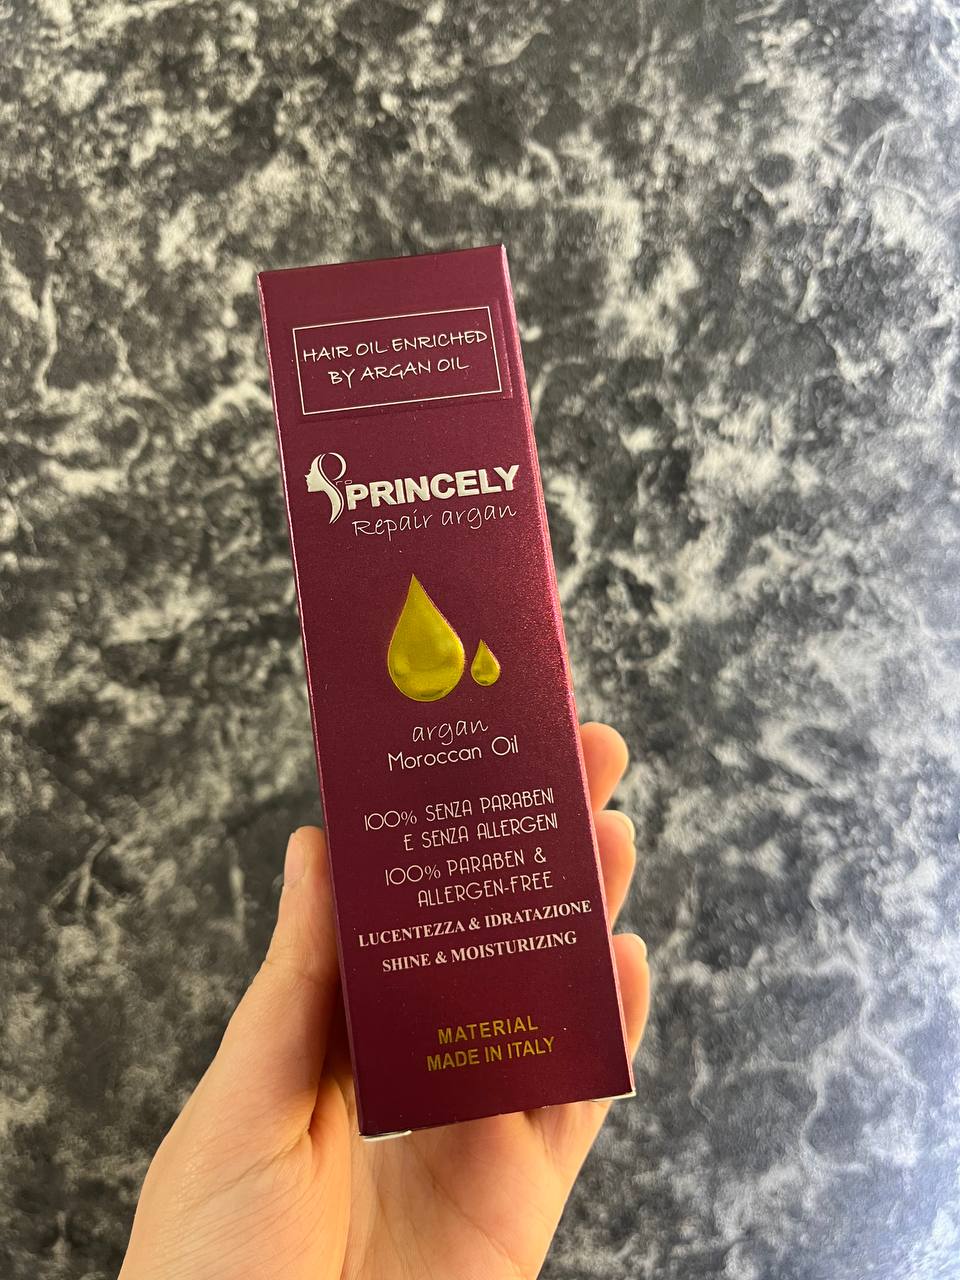 HAIR OIL ENRICHED
BY ARGAN OIL
Pro PRINCELY
Repair argan
argan
Moroccan Oil
100% SENZA PARABENI
E SENZA ALLERGENI
100% PARABEN &
ALLERGEN-FREE
LUCENTEZZA & IDRATAZIONE
SHINE & MOISTURIZING
MATERIAL
MADE IN ITALY